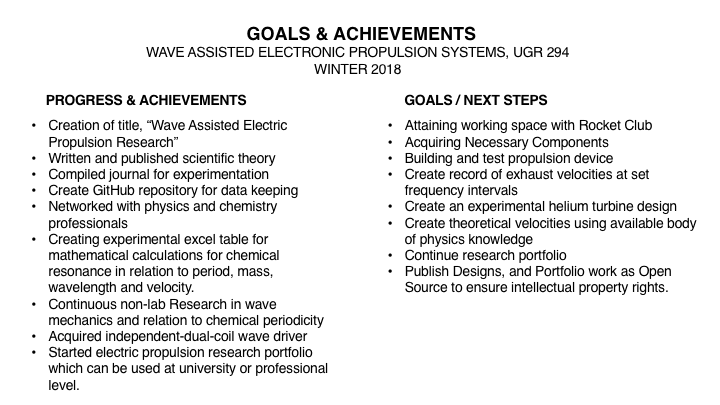 GOALS & ACHIEVEMENTS
WAVE ASSISTED ELECTRONIC PROPULSION SYSTEMS, UGR 294
WINTER 2018
PROGRESS & ACHIEVEMENTS
• Creation of title, “Wave Assisted Electric
Propulsion Research”
• Written and published scientific theory
• Compiled journal for experimentation
• Create GitHub repository for data keeping
• Networked with physics and chemistry
professionals
• Creating experimental excel table for
mathematical calculations for chemical
resonance in relation to period, mass,
wavelength and velocity.
• Continuous non-lab Research in wave
mechanics and relation to chemical periodicity
• Acquired independent-dual-coil wave driver
• Started electric propulsion research portfolio
which can be used at university or professional
level.
GOALS / NEXT STEPS
• Attaining working space with Rocket Club
• Acquiring Necessary Components
• Building and test propulsion device
• Create record of exhaust velocities at set
frequency intervals
• Create an experimental helium turbine design
• Create theoretical velocities using available body
of physics knowledge
• Continue research portfolio
• Publish Designs, and Portfolio work as Open
Source to ensure intellectual property rights.